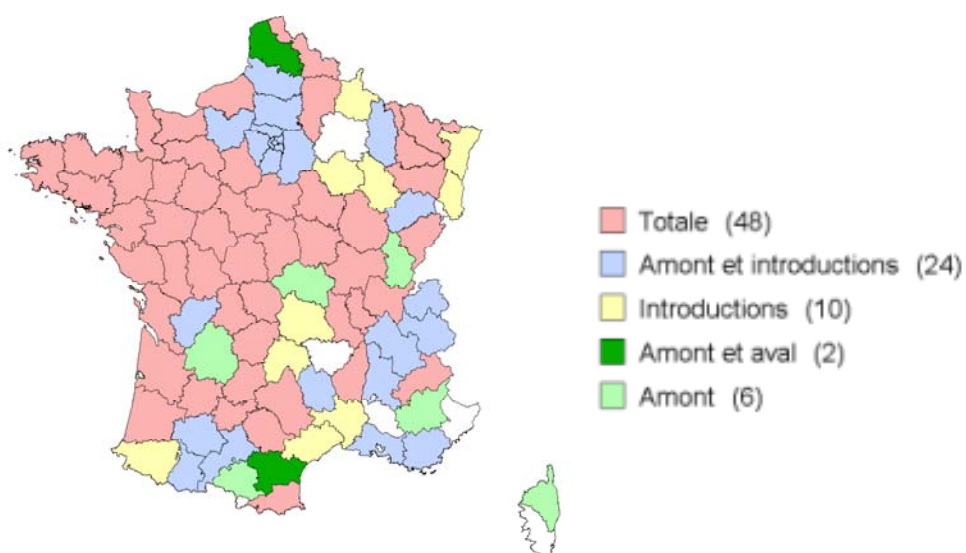 Totale (48)
Amont et introductions (24)
Introductions (10)
Amont et aval (2)
Amont (6)